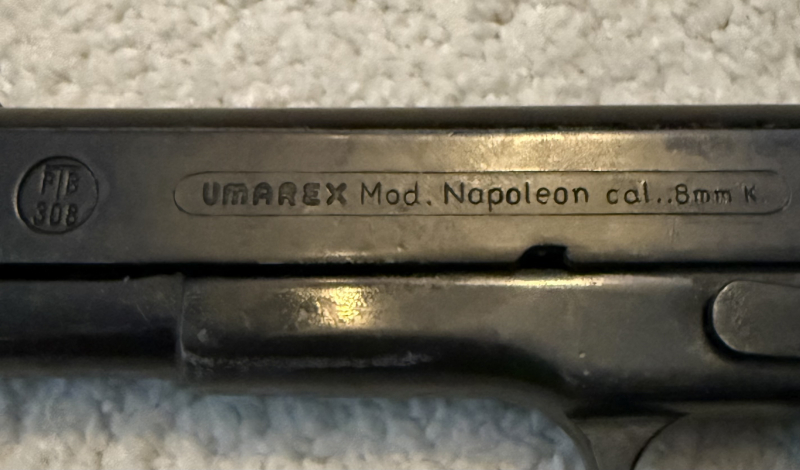 PTB
308
UMAREX Mod. Napoleon cal..8mm K.